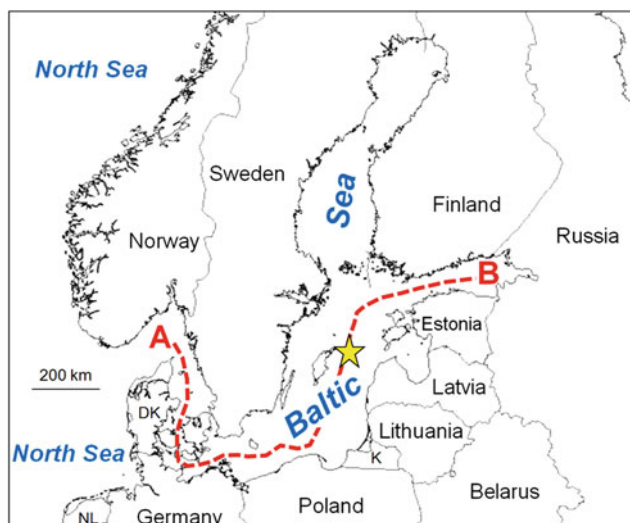 North Sea
Sweden
Sea
Finland
Norway
Russia
A
B
Estonia
200 km
DK
Baltic
Latvia
Lithuania
North Sea
K
Belarus
Poland
NL
Germany